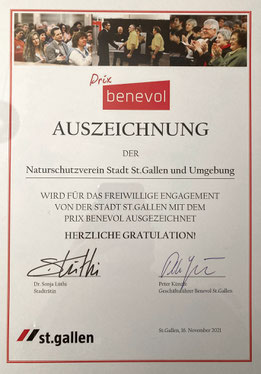 Prix
benevol
AUSZEICHNUNG
DER
Naturschutzverein Stadt St.Gallen und Umgebung
WIRD FÜR DAS FREIWILLIGE ENGAGEMENT
VON DER STADT ST.GALLEN MIT DEM
PRIX BENEVOL AUSGEZEICHNET
HERZLICHE GRATULATION!
Dr. Sonja Lüthi
Stadträtin
Peter Künzle
Geschäftsführer Benevol St.Gallen
st.gallen
St.Gallen, 16. November 2021